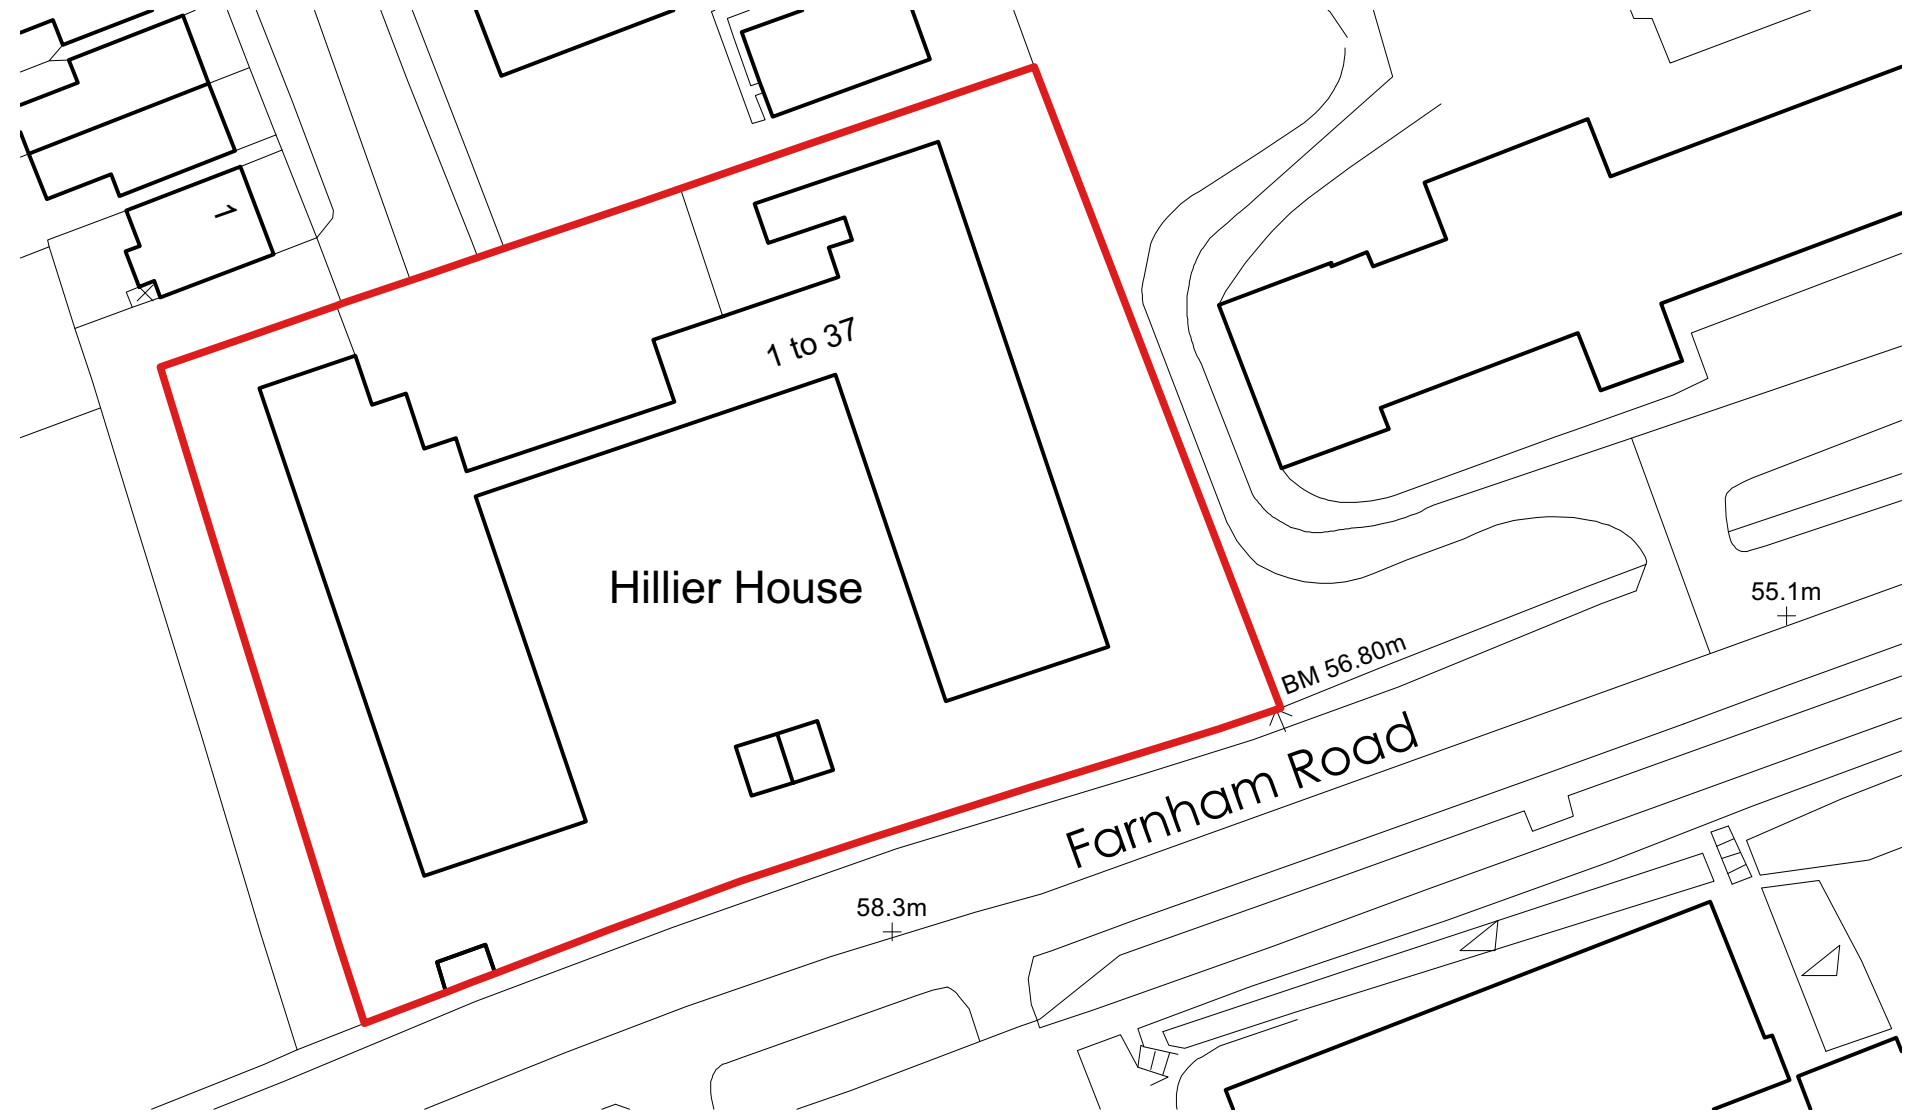 1
1 to 37
Hillier House
55.1m
BM 56.80m
Farnham Road
58.3m